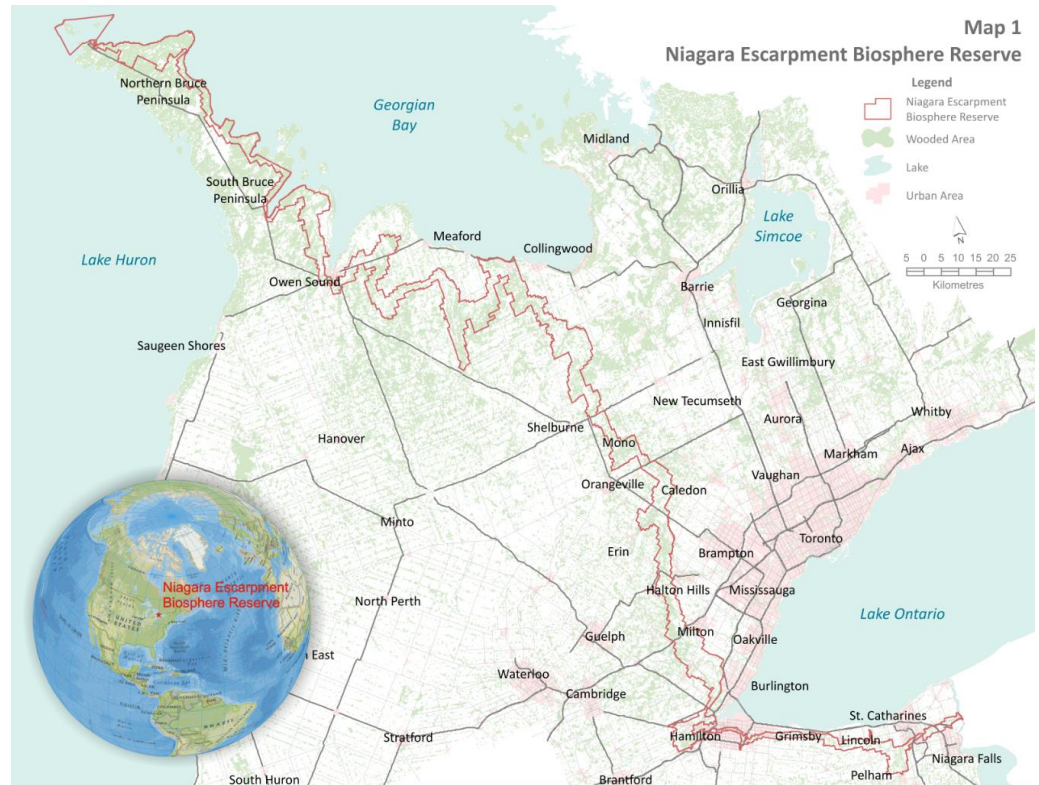 Map 1
Niagara Escarpment Biosphere Reserve
Legend
Niagara Escarpment
Biosphere Reserve
Wooded Area
Lake
Urban Area
N
5 0 5 10 15 20 25
Kilometres
Northern Bruce
Peninsula
Georgian
Bay
Midland
South Bruce
Peninsula
Orillia
Lake
Simcoe
Meaford
Collingwood
Lake Huron
Owen Sound
Barrie
Georgina
Innisfil
Saugeen Shores
East Gwillimbury
New Tecumseth
Aurora
Whitby
Shelburne
Hanover
Mono
Markham
Ajax
Vaughan
Orangeville
Caledon
Minto
Toronto
Erin
Brampton
Niagara Escarpment
Biosphere Reserve
North Perth
Halton Hills
Mississauga
Lake Ontario
Guelph
Milton
Oakville
East
Waterloo
Cambridge
Burlington
St. Catharines
Stratford
Hamilton
Grimsby
Lincoln
Niagara Falls
Pelham
South Huron
Brantford
UNITED
STATES
BRAZIL